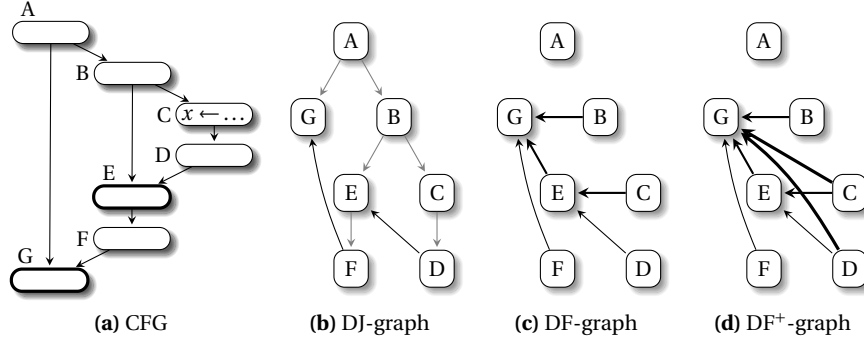 A
B
C x ← ...
D
E
F
G
(a) CFG
A
G B
E C
F D
(b) DJ-graph
A
G B
E C
F D
(c) DF-graph
A
G B
E C
F D
(d) DF⁺-graph